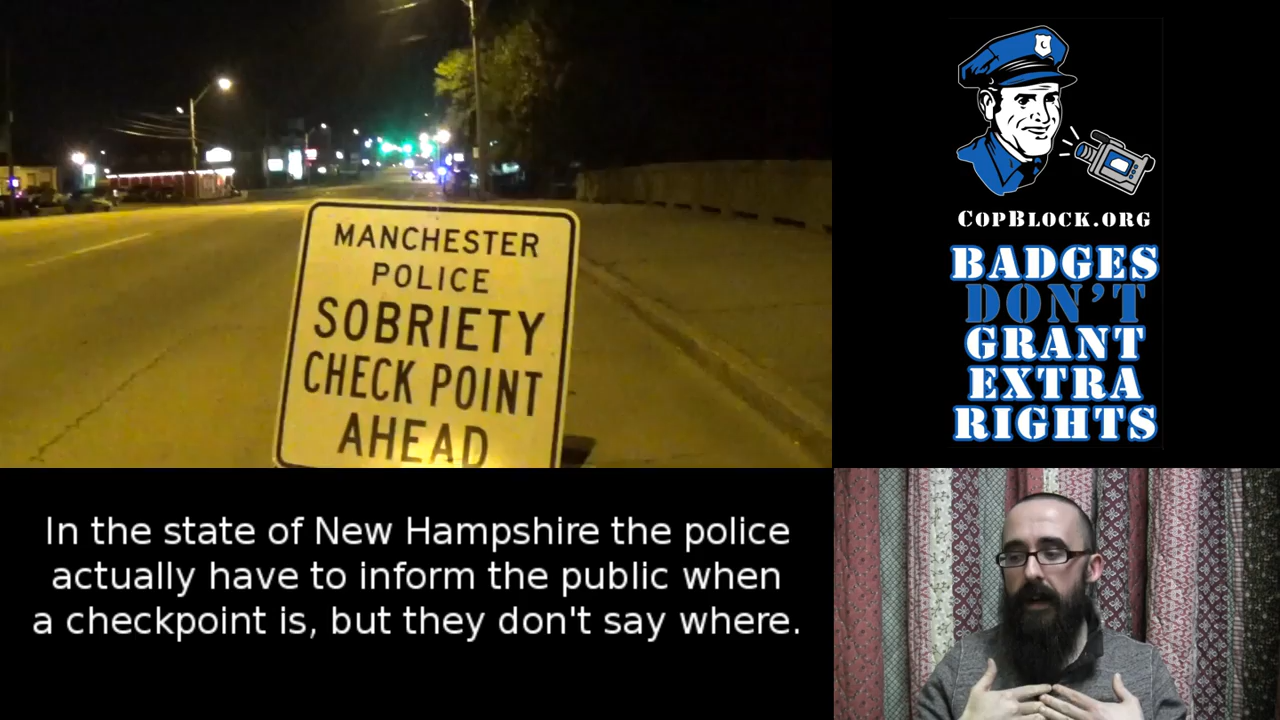 MANCHESTER
POLICE
SOBRIETY
CHECK POINT
AHEAD
COPBLOCK.ORG
BADGES
DON'T
GRANT
EXTRA
RIGHTS
In the state of New Hampshire the police
actually have to inform the public when
a checkpoint is, but they don't say where.